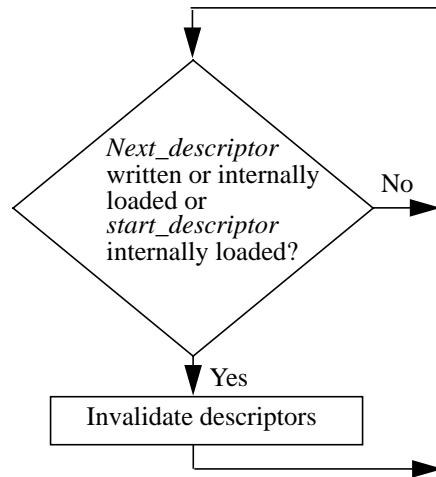 Next_descriptor
written or internally
loaded or
start_descriptor
internally loaded?
No
Yes
Invalidate descriptors